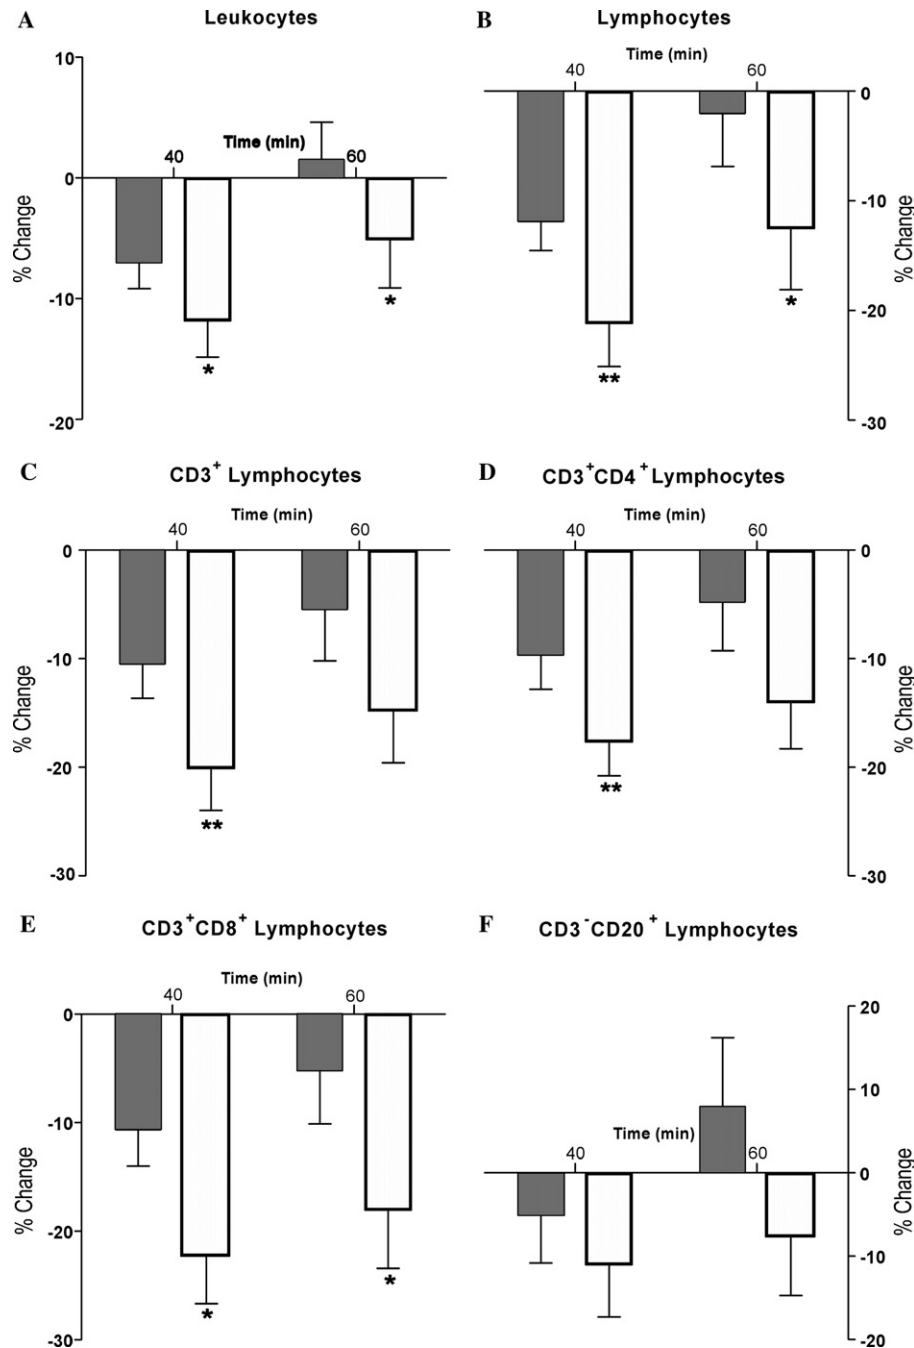 A Leukocytes
10
Time (min)
40 60
0
% Change
-10
*
*
-20
B Lymphocytes
Time (min)
40 60
0
-10
% Change
*
-20
**
-30
C CD3+ Lymphocytes
Time (min)
40 60
0
-10
% Change
-20
**
-30
D CD3+CD4+ Lymphocytes
Time (min)
40 60
0
-10
% Change
-20
**
-30
E CD3+CD8+ Lymphocytes
Time (min)
40 60
0
-10
% Change
-20
*
*
-30
F CD3-CD20+ Lymphocytes
20
10
Time (min)
40 60
0
% Change
-10
-20